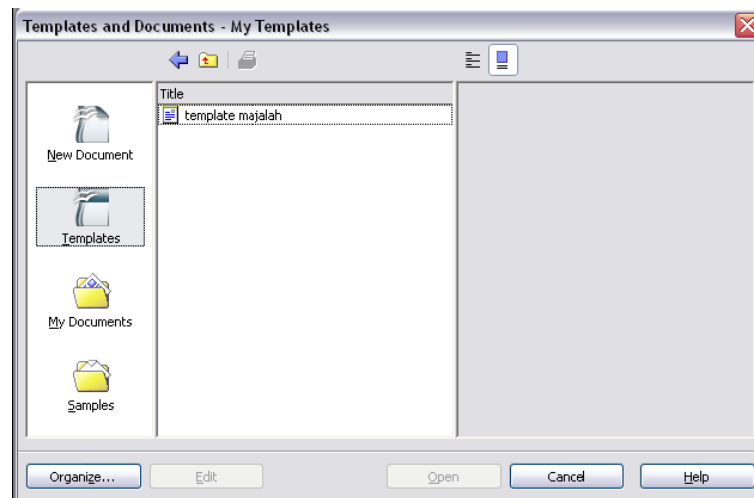 Templates and Documents - My Templates
Title
template majalah
New Document
Templates
My Documents
Samples
Organize... Edit Open Cancel Help